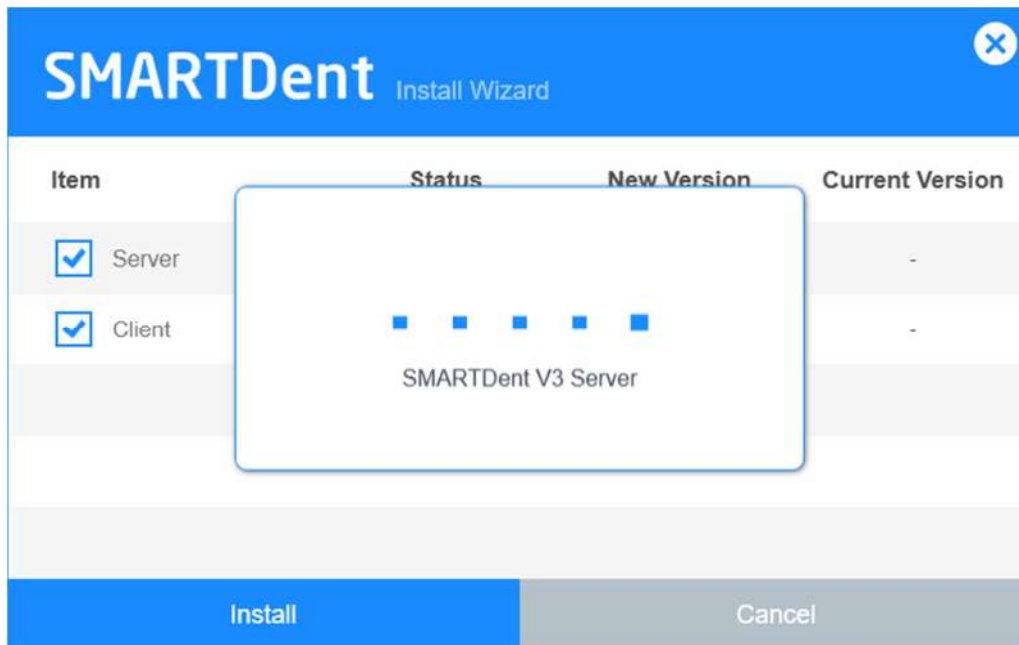 SMARTDent Install Wizard
Item Status New Version Current Version
Server -
Client -
SMARTDent V3 Server
Install Cancel